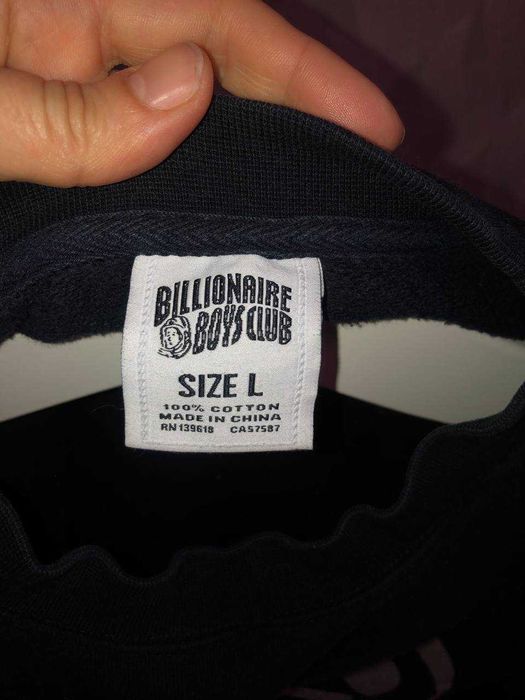 BILLIONAIRE
BOYS CLUB
SIZE L
100% COTTON
MADE IN CHINA
RN 139618 CA57587